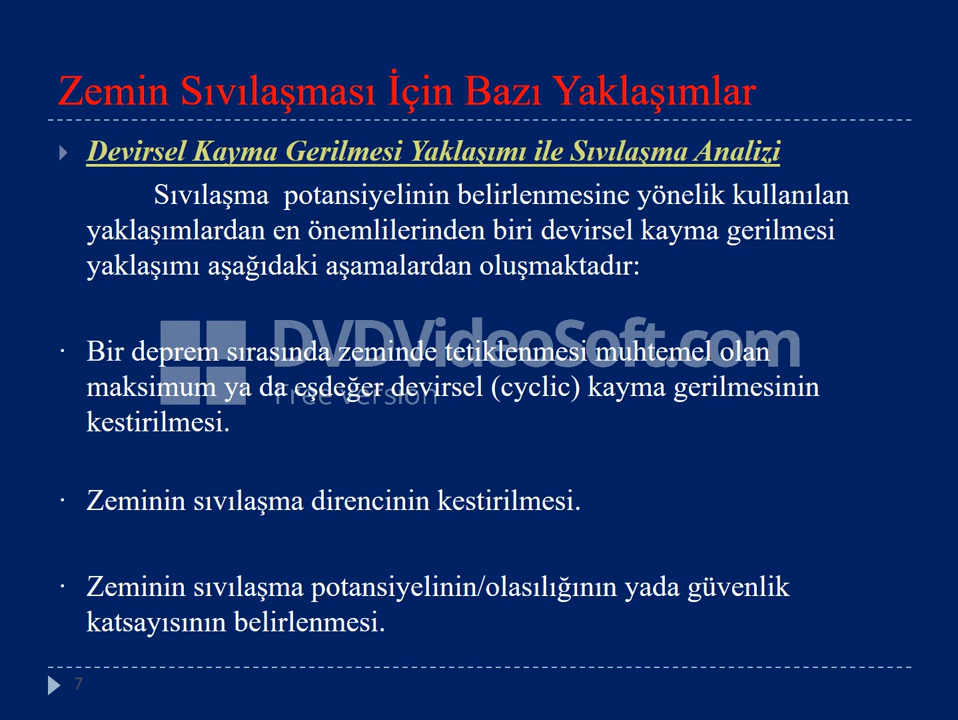 Zemin Sıvılaşması İçin Bazı Yaklaşımlar
Devirsel Kayma Gerilmesi Yaklaşımı ile Sıvılaşma Analizi
Sıvılaşma potansiyelinin belirlenmesine yönelik kullanılan
yaklaşımlardan en önemlilerinden biri devirsel kayma gerilmesi
yaklaşımı aşağıdaki aşamalardan oluşmaktadır:
DVDVideoSoft.com
· Bir deprem sırasında zeminde tetiklenmesi muhtemel olan
maksimum ya da eşdeğer devirsel (cyclic) kayma gerilmesinin
Free version
kestirilmesi.
· Zeminin sıvılaşma direncinin kestirilmesi.
· Zeminin sıvılaşma potansiyelinin/olasılığının yada güvenlik
katsayısının belirlenmesi.
7